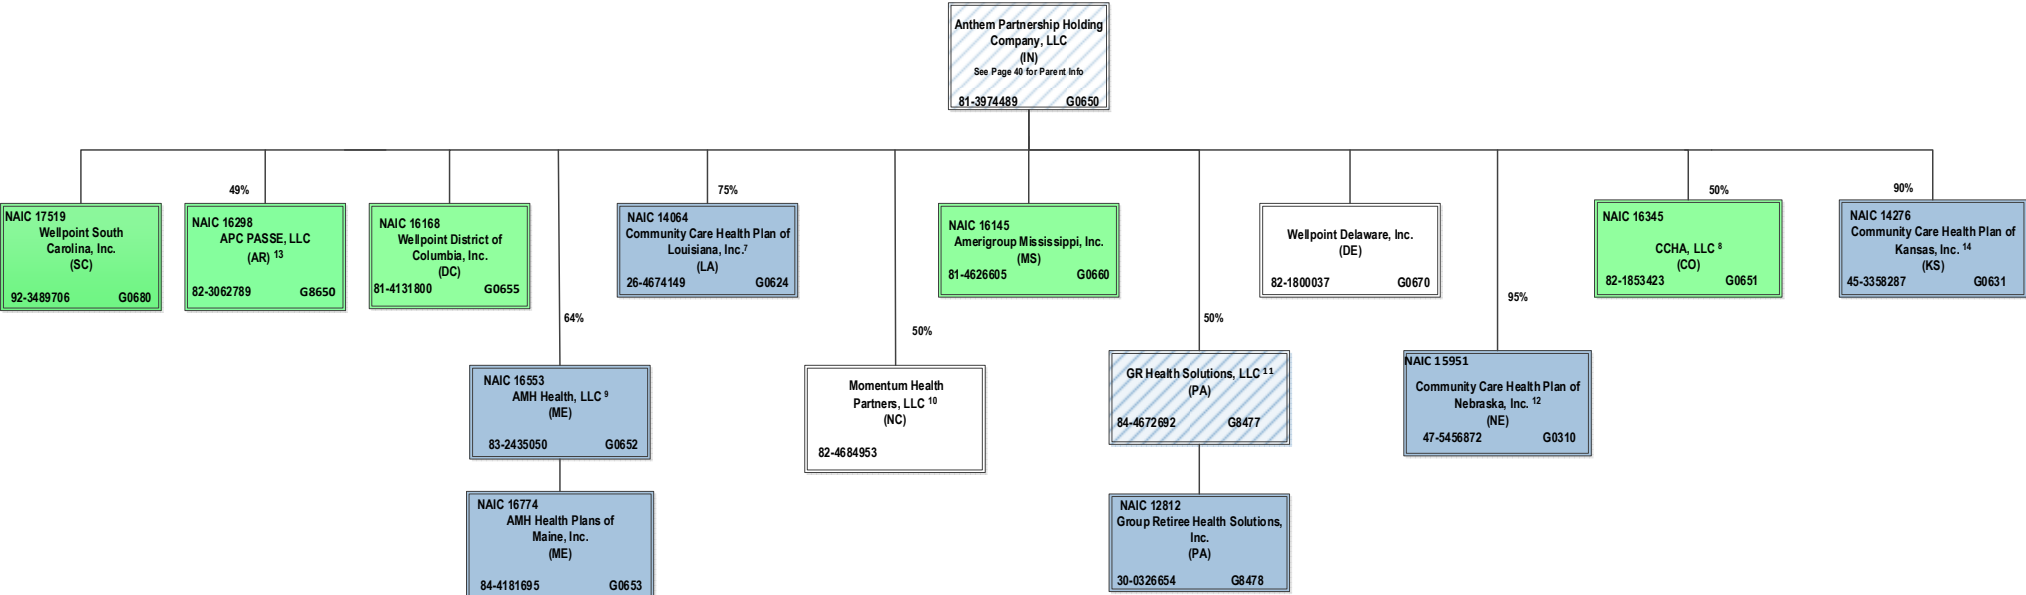 Anthem Partnership Holding
Company, LLC
(IN)
See Page 40 for Parent Info
81-3974489 G0650
49%
75%
50%
90%
NAIC 17519
Wellpoint South
Carolina, Inc.
(SC)
92-3489706 G0680
NAIC 16298
APC PASSE, LLC
(AR) 13
82-3062789 G8650
NAIC 16168
Wellpoint District of
Columbia, Inc.
(DC)
81-4131800 G0655
NAIC 14064
Community Care Health Plan of
Louisiana, Inc.7
(LA)
26-4674149 G0624
NAIC 16145
Amerigroup Mississippi, Inc.
(MS)
81-4626605 G0660
Wellpoint Delaware, Inc.
(DE)
82-1800037 G0670
NAIC 16345
CCHA, LLC 8
(CO)
82-1853423 G0651
NAIC 14276
Community Care Health Plan of
Kansas, Inc. 14
(KS)
45-3358287 G0631
64%
50%
50%
95%
NAIC 16553
AMH Health, LLC 9
(ME)
83-2435050 G0652
Momentum Health
Partners, LLC 10
(NC)
82-4684953
GR Health Solutions, LLC 11
(PA)
84-4672692 G8477
NAIC 15951
Community Care Health Plan of
Nebraska, Inc. 12
(NE)
47-5456872 G0310
NAIC 16774
AMH Health Plans of
Maine, Inc.
(ME)
84-4181695 G0653
NAIC 12812
Group Retiree Health Solutions,
Inc.
(PA)
30-0326654 G8478